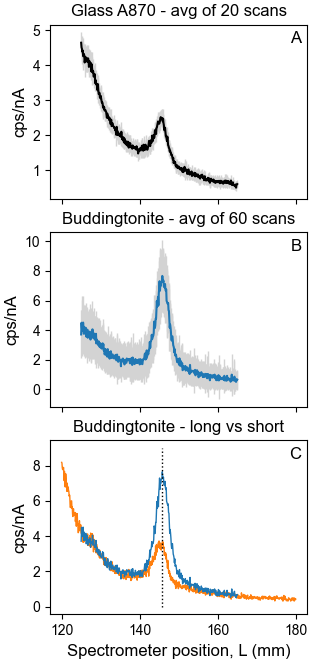 Glass A870 - avg of 20 scans
A
5
4
3
2
1
cps/nA
Buddingtonite - avg of 60 scans
B
10
8
6
4
2
0
cps/nA
Buddingtonite - long vs short
C
8
6
4
2
0
cps/nA
120 140 160 180
Spectrometer position, L (mm)